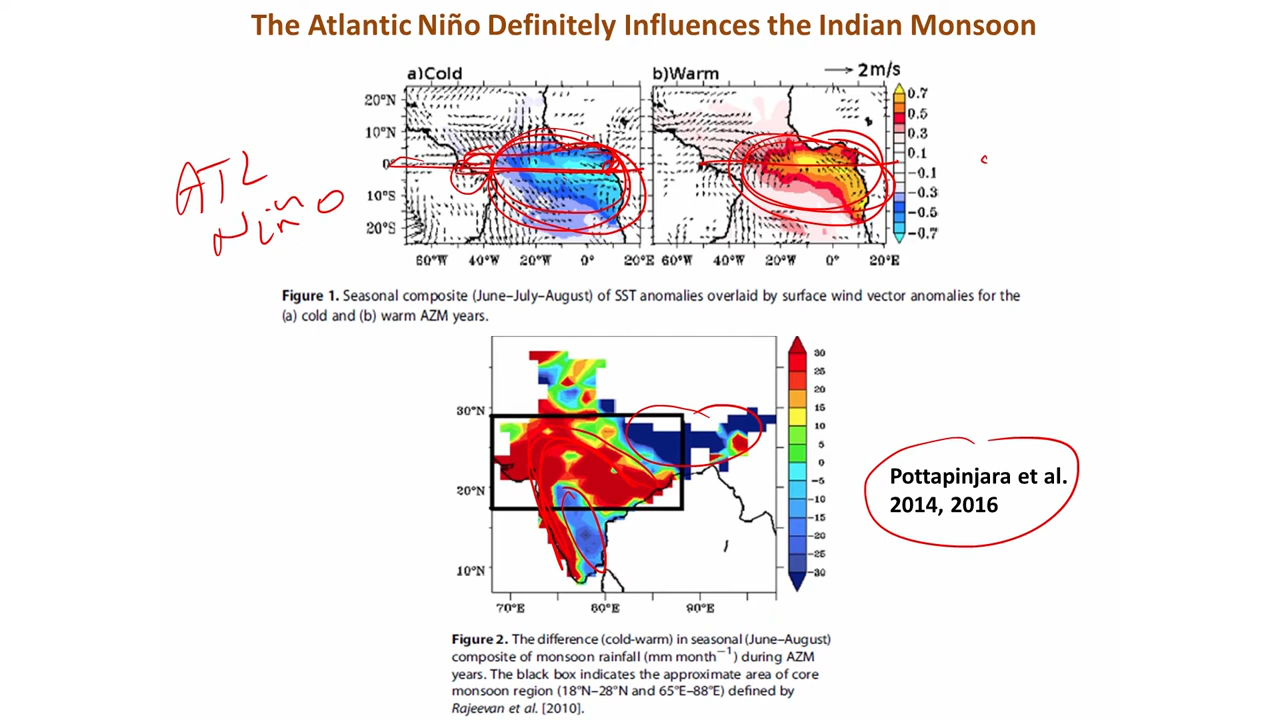 The Atlantic Niño Definitely Influences the Indian Monsoon
a)Cold
b)Warm
2m/s
20°N
10°N
0°
10°S
20°S
60°W 40°W 20°W 0° 20°E
60°W 40°W 20°W 0° 20°E
0.7
0.5
0.3
0.1
−0.1
−0.3
−0.5
−0.7
ATL
Niño
Figure 1. Seasonal composite (June–July–August) of SST anomalies overlaid by surface wind vector anomalies for the
(a) cold and (b) warm AZM years.
30°N
20°N
10°N
70°E 80°E 90°E
30
25
20
15
10
5
0
−5
−10
−15
−20
−25
−30
Pottapinjara et al.
2014, 2016
Figure 2. The difference (cold-warm) in seasonal (June–August)
composite of monsoon rainfall (mm month−1) during AZM
years. The black box indicates the approximate area of core
monsoon region (18°N–28°N and 65°E–88°E) defined by
Rajeevan et al. [2010].